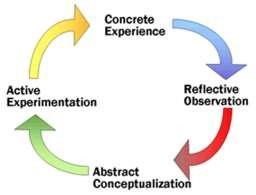 Concrete
Experience
Reflective
Observation
Abstract
Conceptualization
Active
Experimentation